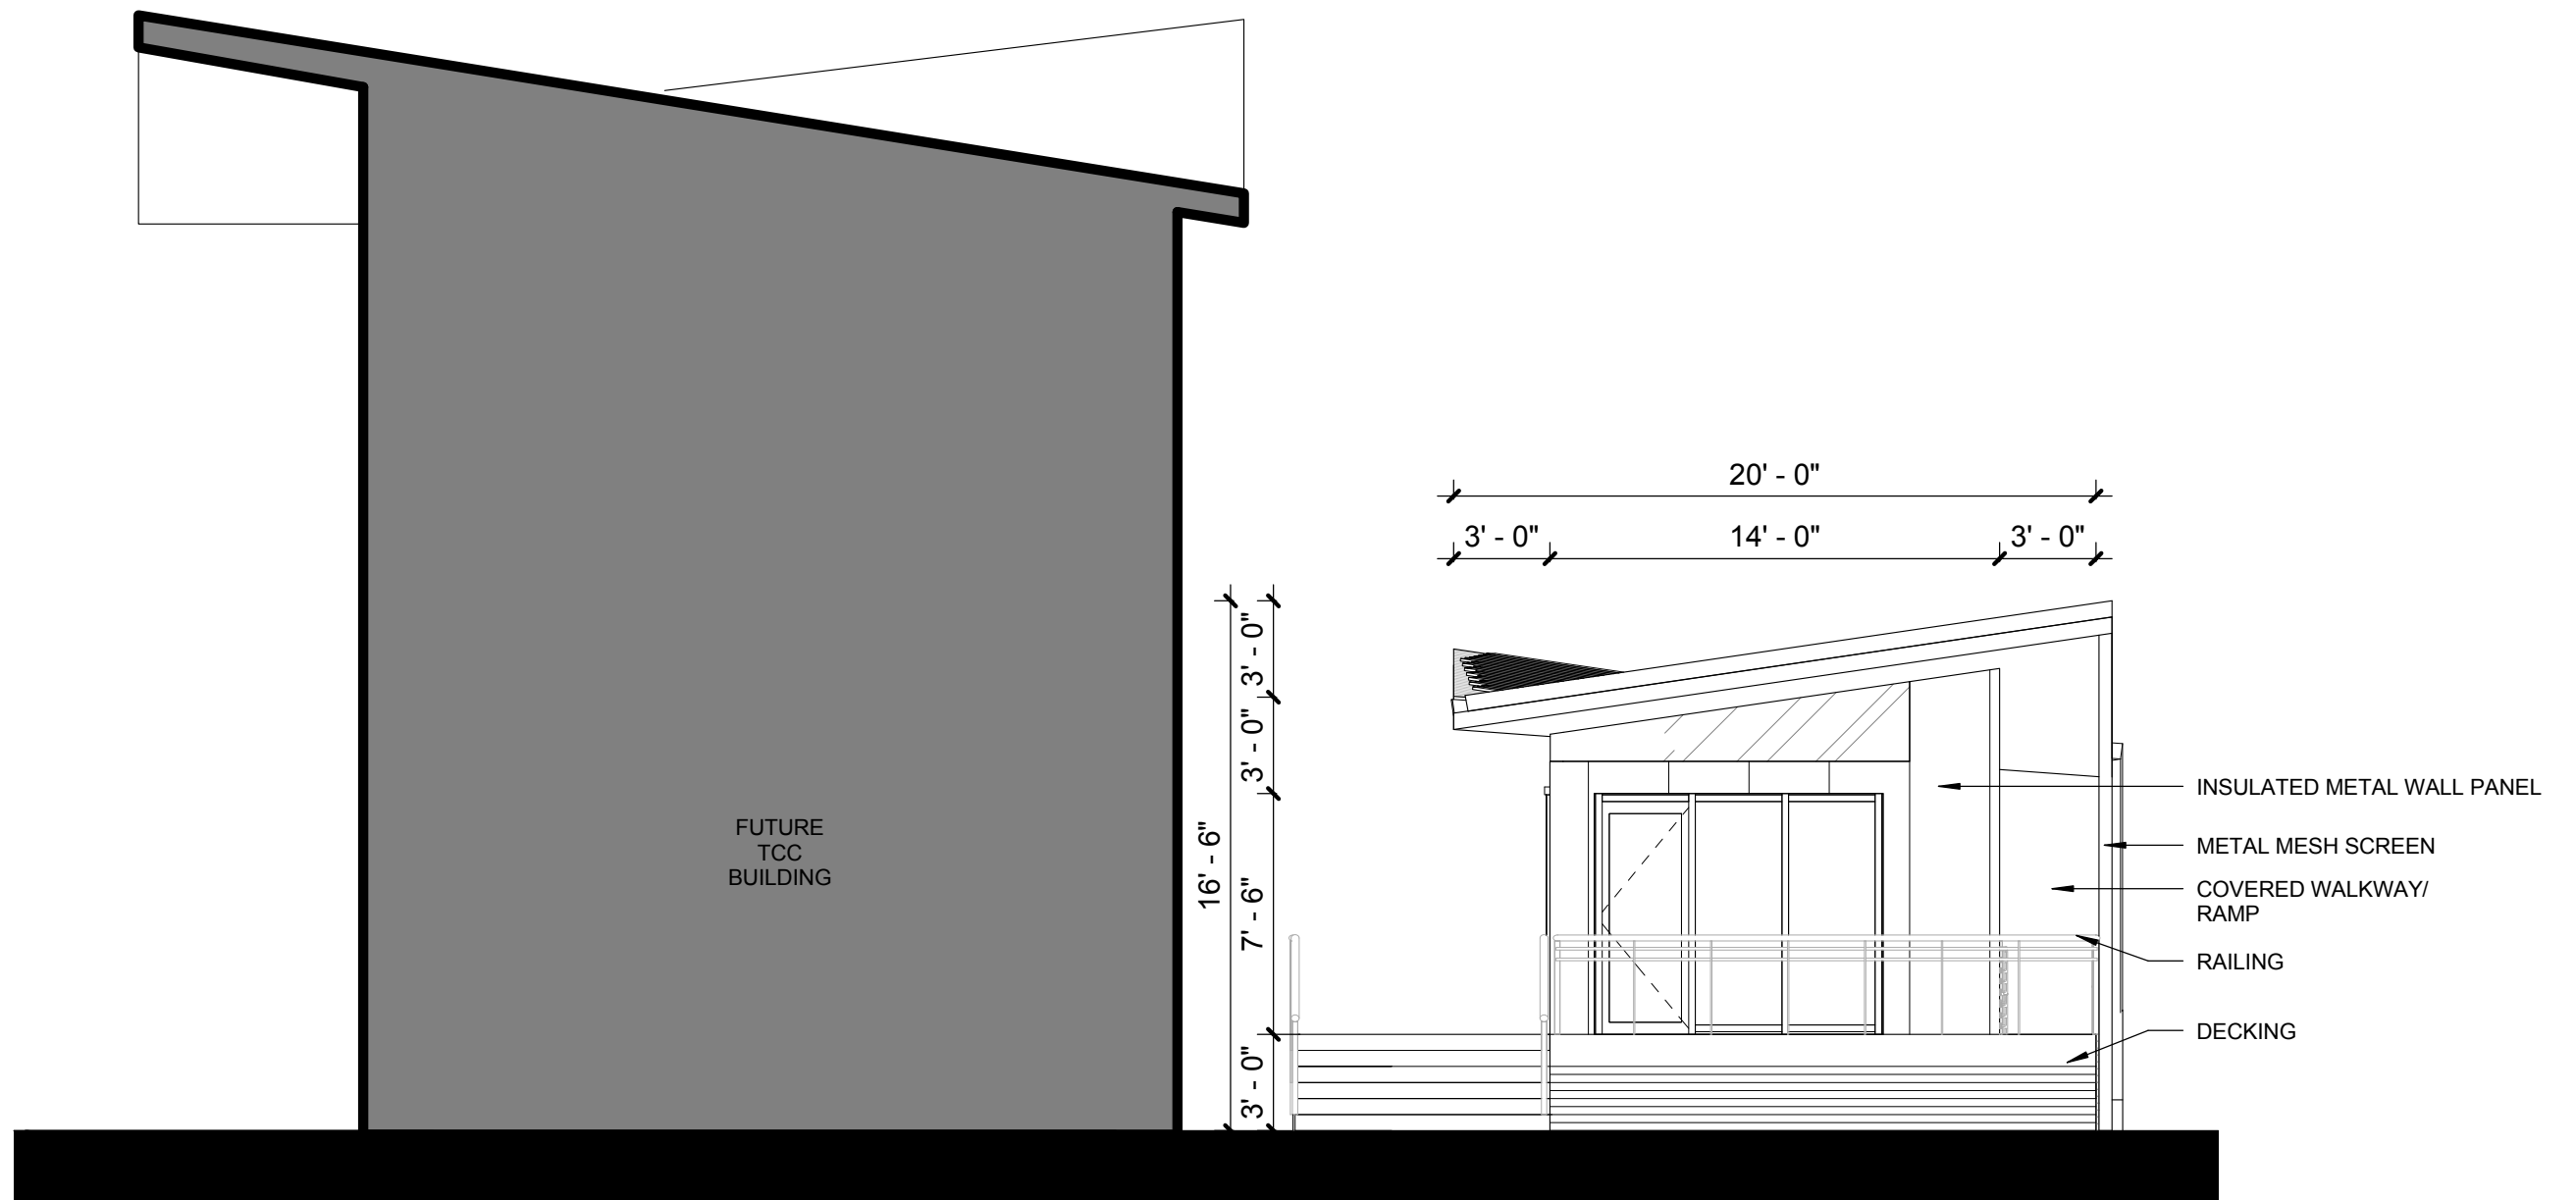 20' - 0"
3' - 0"
14' - 0"
3' - 0"
3' - 0"
3' - 0"
16' - 6"
7' - 6"
3' - 0"
FUTURE
TCC
BUILDING
INSULATED METAL WALL PANEL
METAL MESH SCREEN
COVERED WALKWAY/
RAMP
RAILING
DECKING